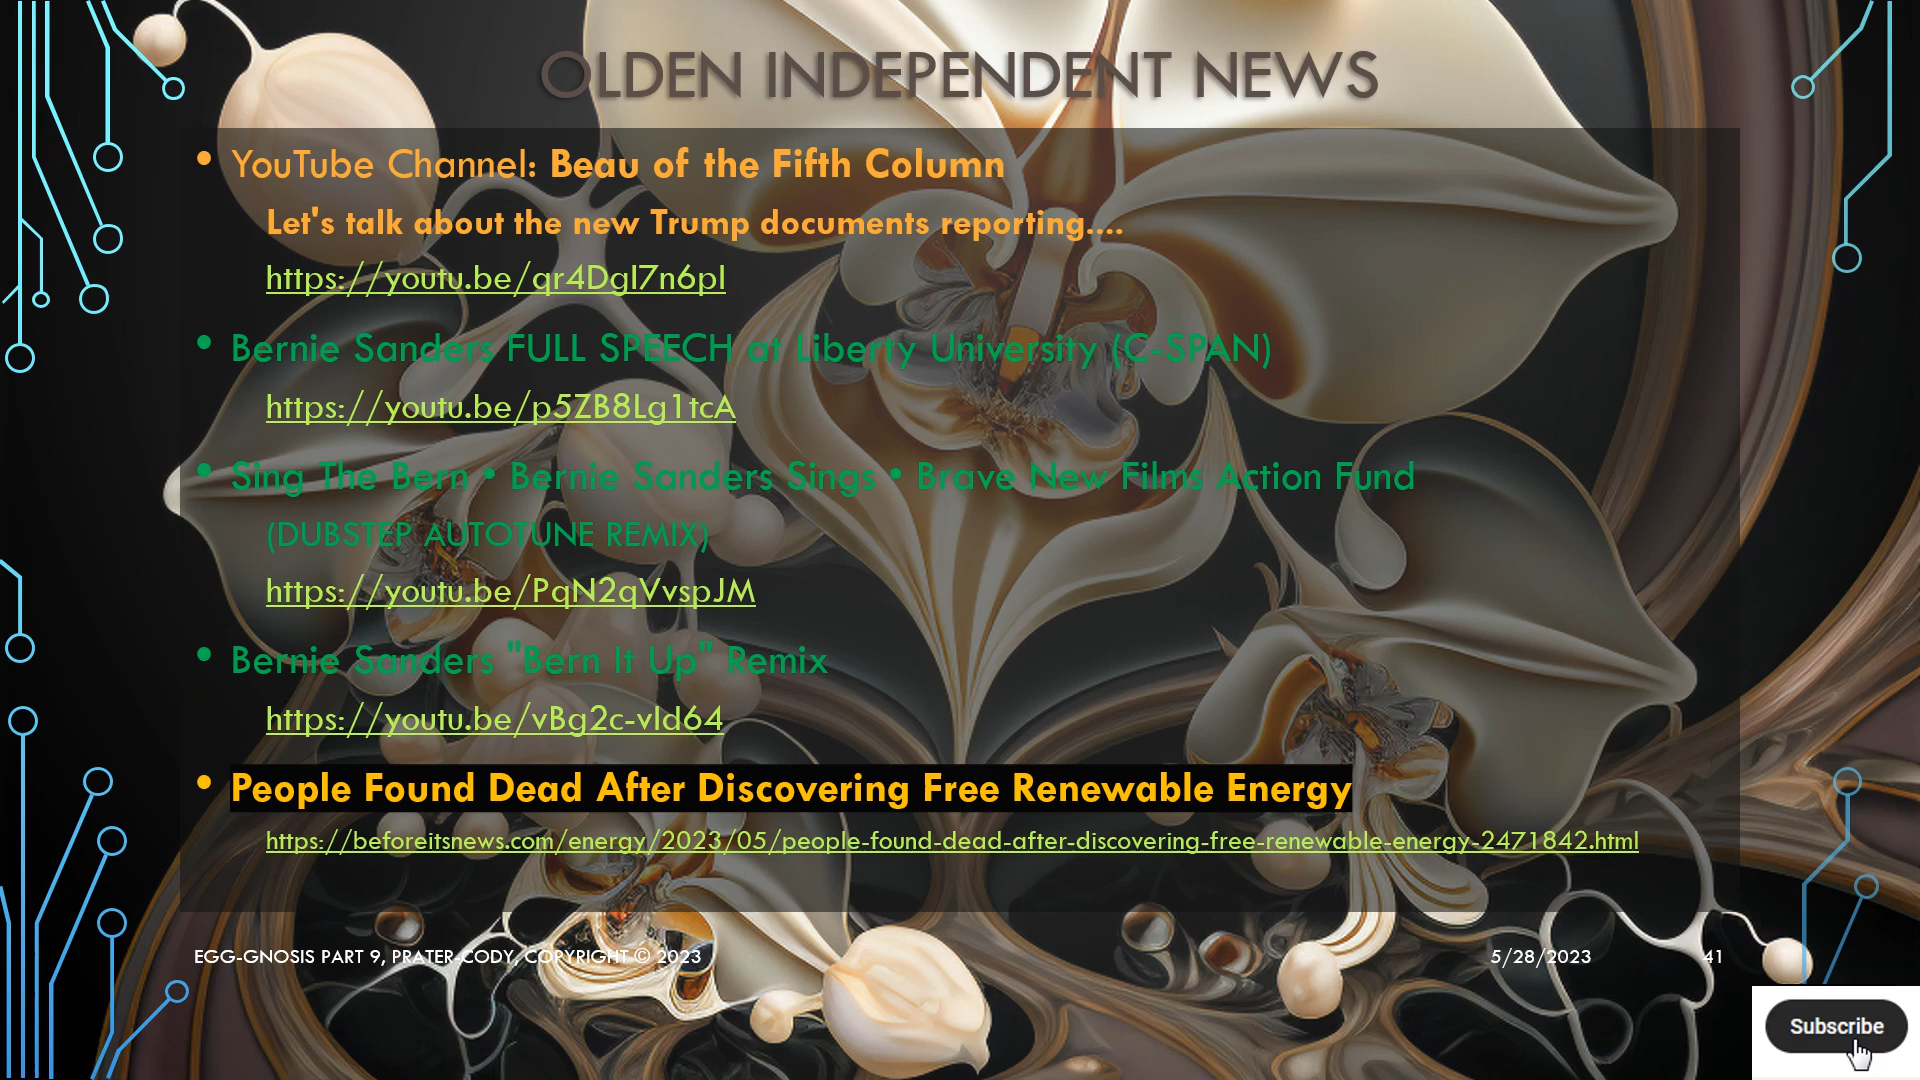 OLDEN INDEPENDENT NEWS
• YouTube Channel: Beau of the Fifth Column
Let's talk about the new Trump documents reporting....
https://youtu.be/qr4DgI7n6pI
• Bernie Sanders FULL SPEECH at Liberty University (C-SPAN)
https://youtu.be/p5ZB8Lg1tcA
• Sing The Bern • Bernie Sanders Sings • Brave New Films Action Fund
(DUBSTEP AUTOTUNE REMIX)
https://youtu.be/PqN2qVvspJM
• Bernie Sanders "Bern It Up" Remix
https://youtu.be/vBg2c-vId64
• People Found Dead After Discovering Free Renewable Energy
https://beforeitsnews.com/energy/2023/05/people-found-dead-after-discovering-free-renewable-energy-2471842.html
EGG-GNOSIS PART 9, PRATER-CODY, COPYRIGHT © 2023
5/28/2023
41
Subscribe